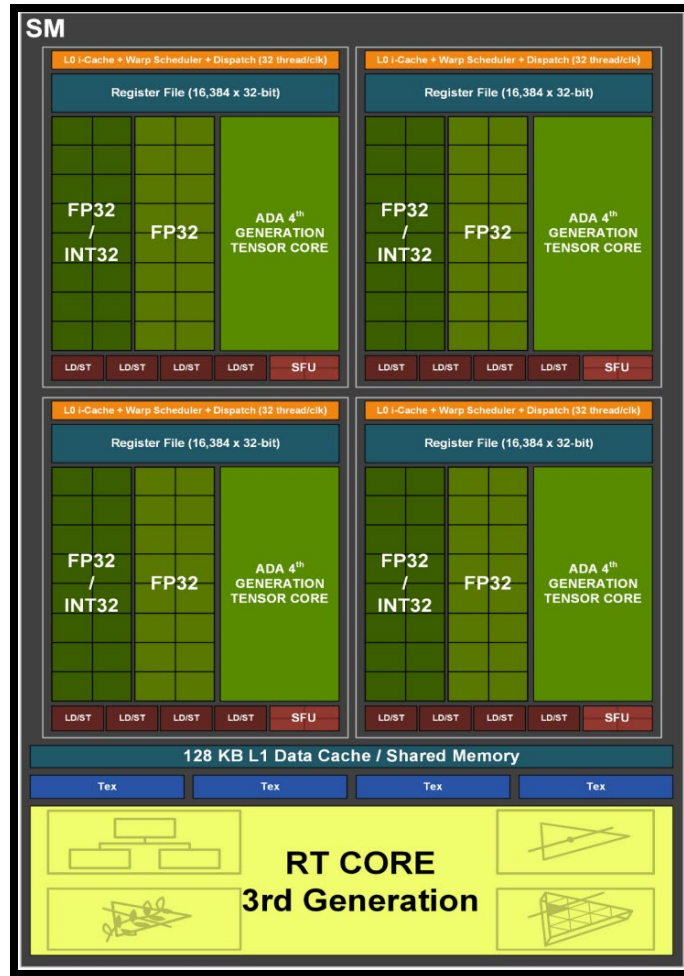 SM
L0 i-Cache + Warp Scheduler + Dispatch (32 thread/clk)
Register File (16,384 x 32-bit)
FP32
/
INT32
FP32
ADA 4th
GENERATION
TENSOR CORE
LD/ST LD/ST LD/ST LD/ST SFU
L0 i-Cache + Warp Scheduler + Dispatch (32 thread/clk)
Register File (16,384 x 32-bit)
FP32
/
INT32
FP32
ADA 4th
GENERATION
TENSOR CORE
LD/ST LD/ST LD/ST LD/ST SFU
L0 i-Cache + Warp Scheduler + Dispatch (32 thread/clk)
Register File (16,384 x 32-bit)
FP32
/
INT32
FP32
ADA 4th
GENERATION
TENSOR CORE
LD/ST LD/ST LD/ST LD/ST SFU
L0 i-Cache + Warp Scheduler + Dispatch (32 thread/clk)
Register File (16,384 x 32-bit)
FP32
/
INT32
FP32
ADA 4th
GENERATION
TENSOR CORE
LD/ST LD/ST LD/ST LD/ST SFU
128 KB L1 Data Cache / Shared Memory
Tex Tex Tex Tex
RT CORE
3rd Generation